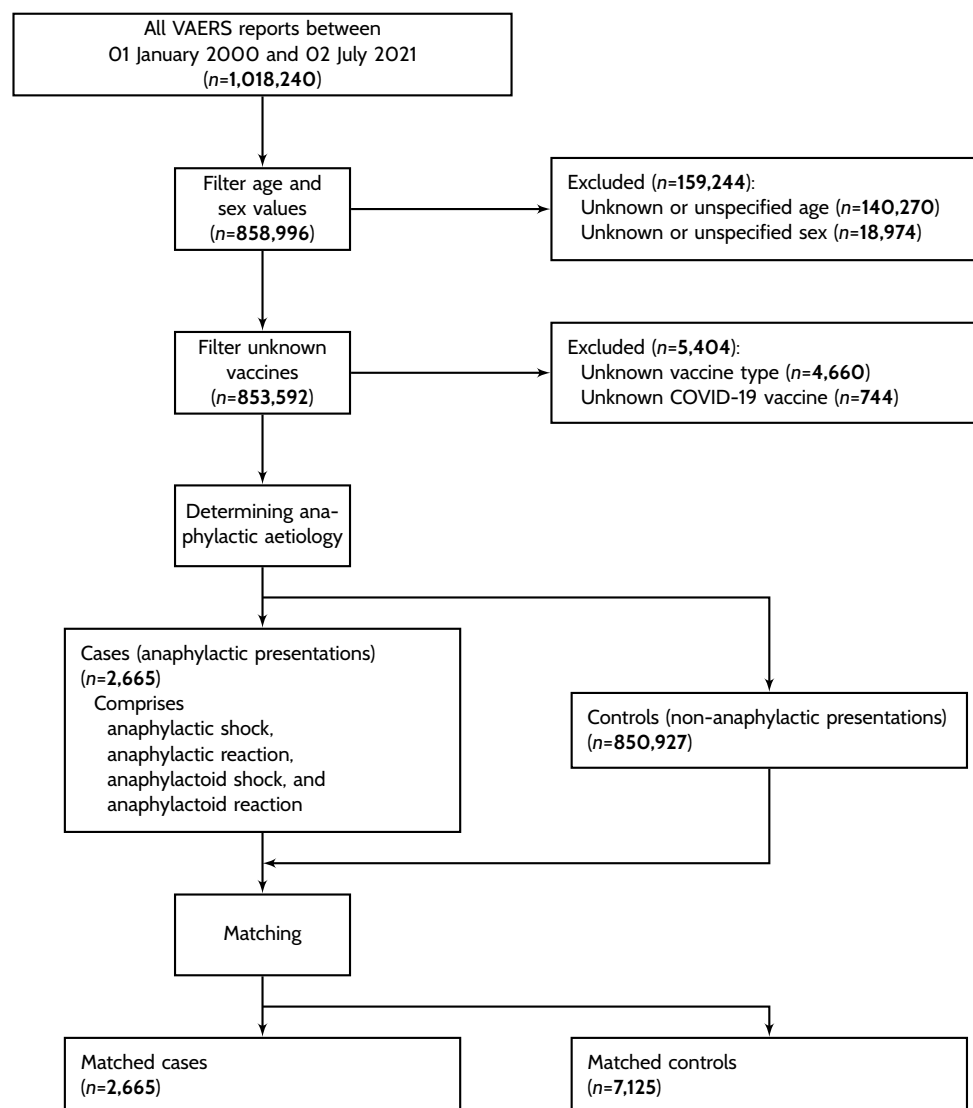 All VAERS reports between
01 January 2000 and 02 July 2021
(n=1,018,240)
Filter age and
sex values
(n=858,996)
Excluded (n=159,244):
Unknown or unspecified age (n=140,270)
Unknown or unspecified sex (n=18,974)
Filter unknown
vaccines
(n=853,592)
Excluded (n=5,404):
Unknown vaccine type (n=4,660)
Unknown COVID-19 vaccine (n=744)
Determining ana-
phylactic aetiology
Cases (anaphylactic presentations)
(n=2,665)
Comprises
anaphylactic shock,
anaphylactic reaction,
anaphylactoid shock, and
anaphylactoid reaction
Controls (non-anaphylactic presentations)
(n=850,927)
Matching
Matched cases
(n=2,665)
Matched controls
(n=7,125)